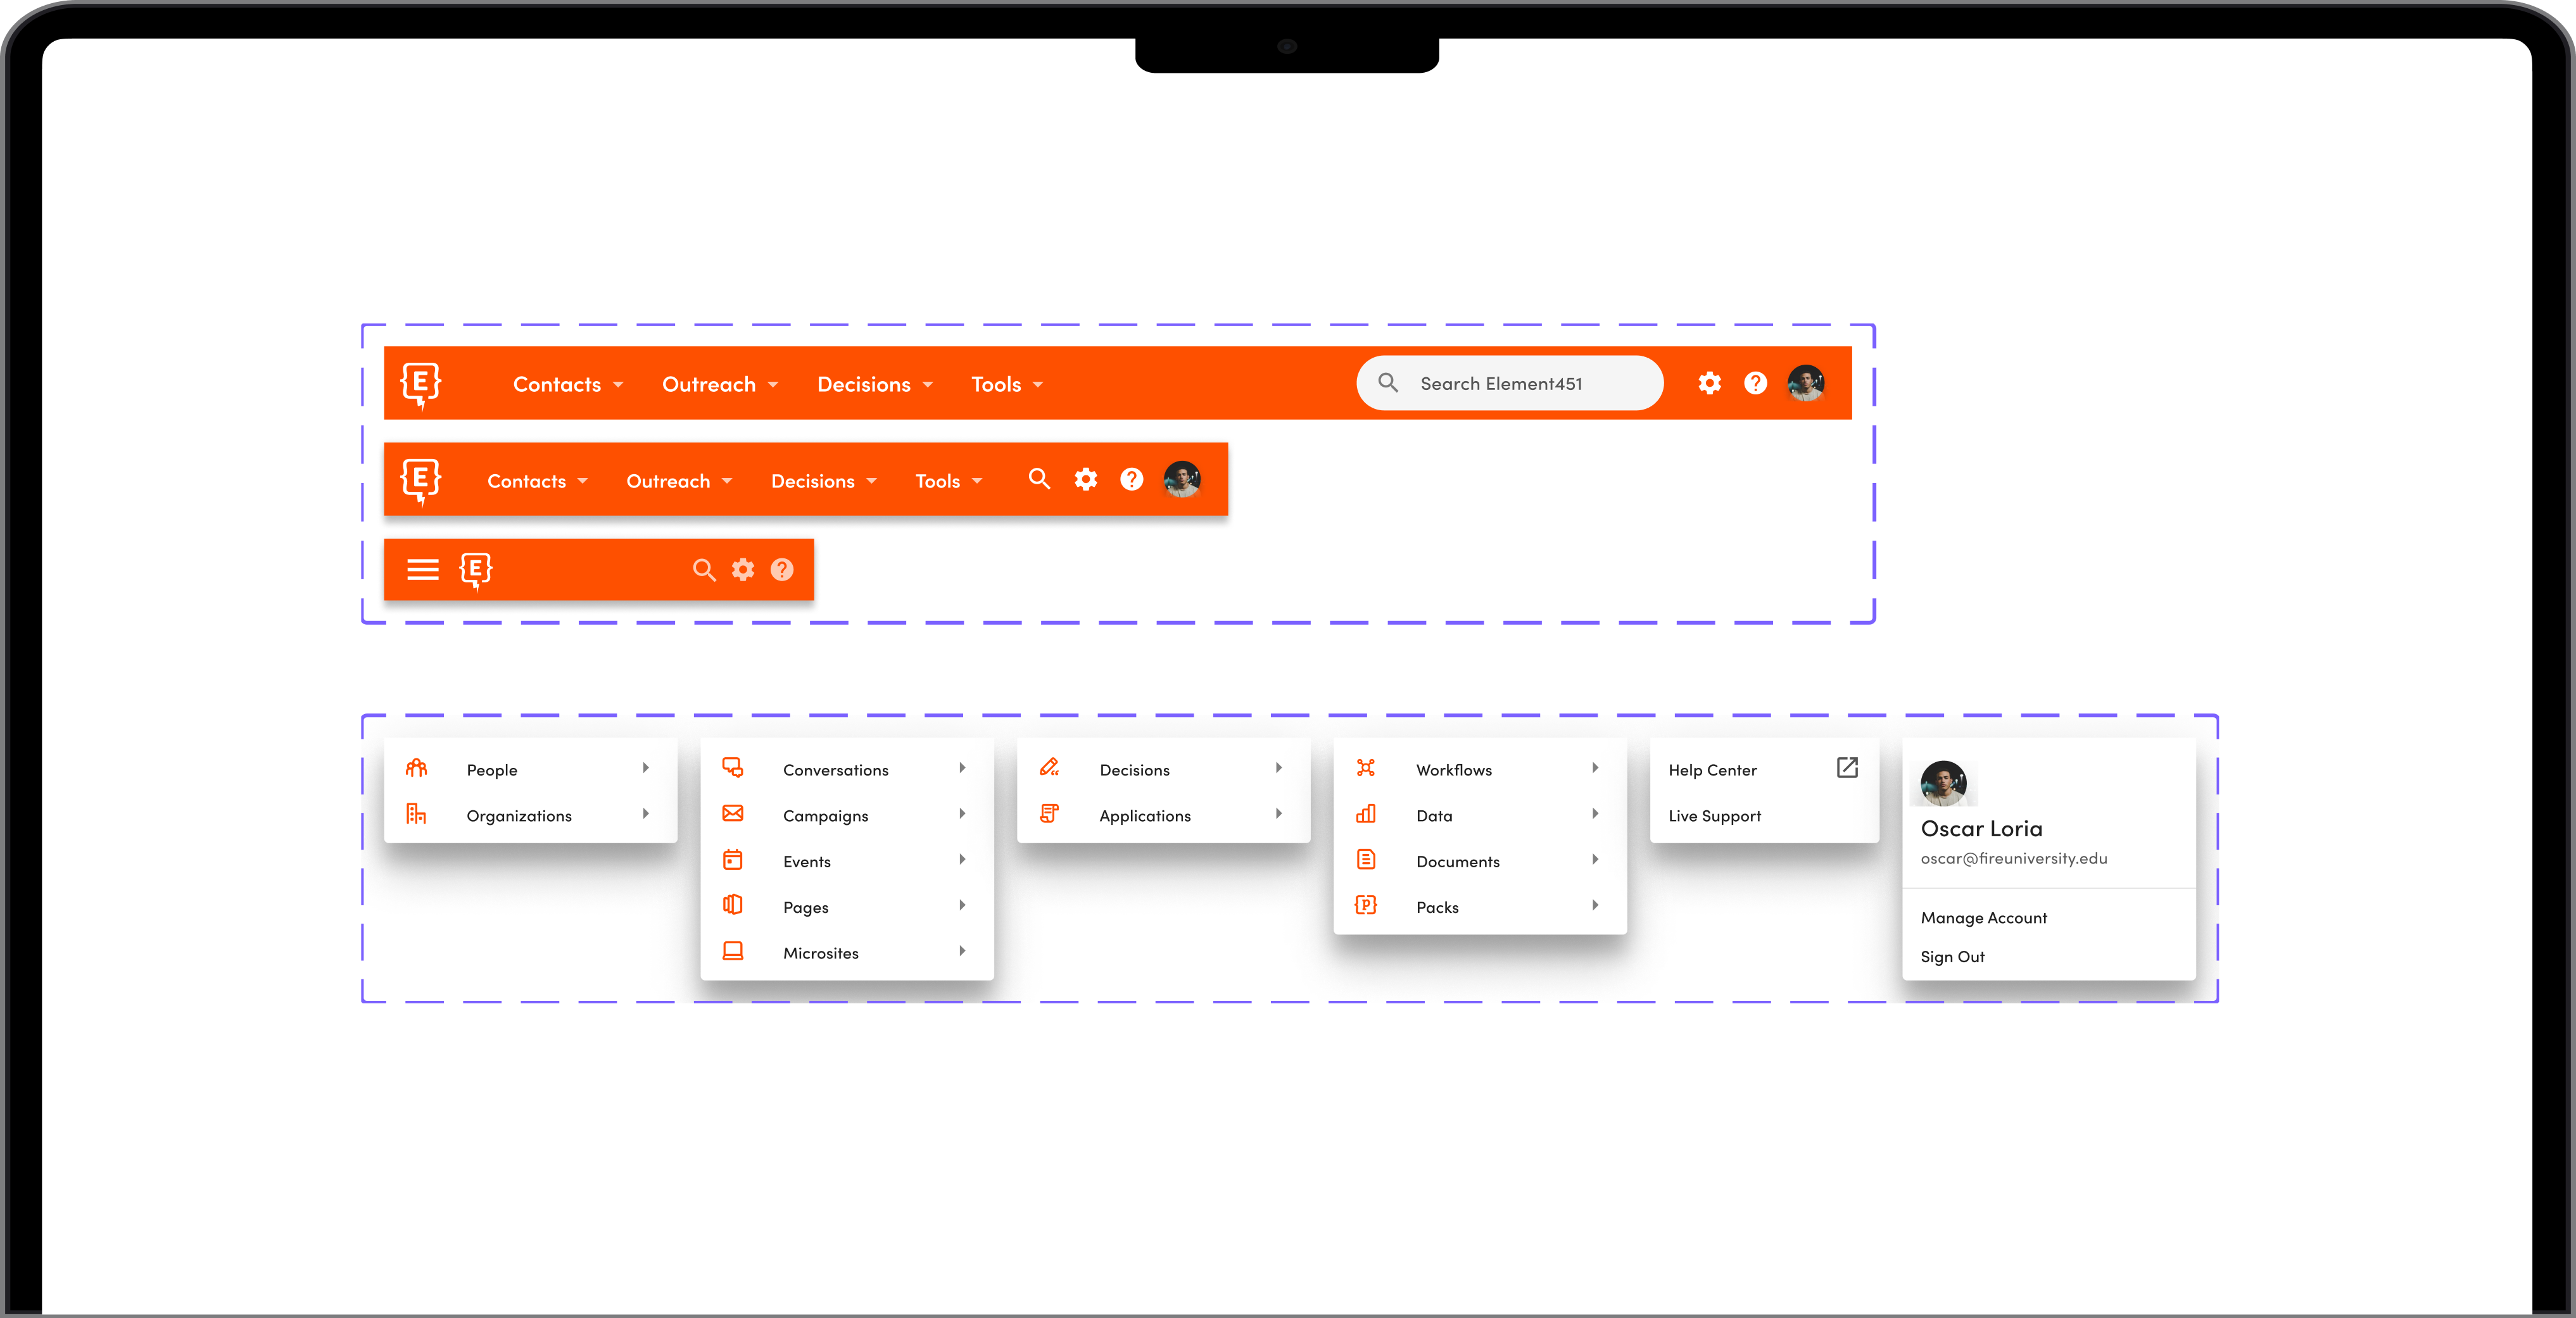 E
Contacts Outreach Decisions Tools Search Element451
E
Contacts Outreach Decisions Tools
E
People
Organizations
Conversations
Campaigns
Events
Pages
Microsites
Decisions
Applications
Workflows
Data
Documents
P Packs
Help Center
Live Support
Oscar Loria
oscar@fireuniversity.edu
Manage Account
Sign Out